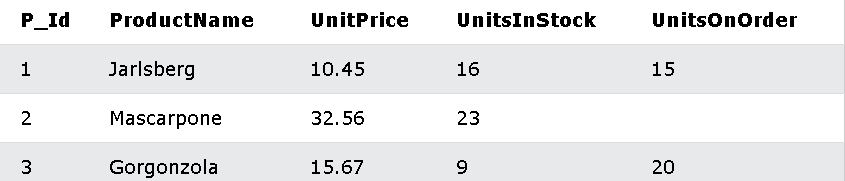 P_Id ProductName UnitPrice UnitsInStock UnitsOnOrder
1 Jarlsberg 10.45 16 15
2 Mascarpone 32.56 23
3 Gorgonzola 15.67 9 20